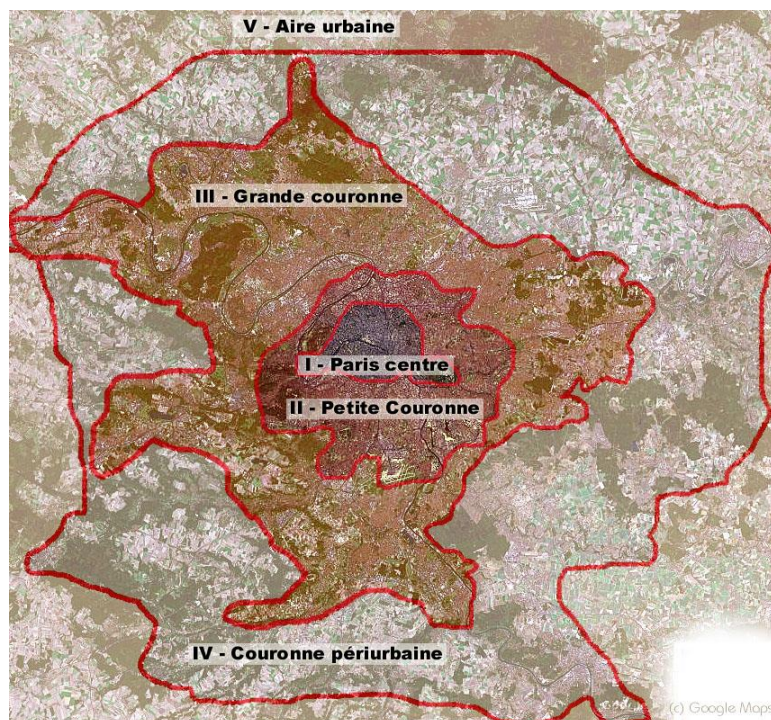 V - Aire urbaine
III - Grande couronne
I - Paris centre
II - Petite Couronne
IV - Couronne périurbaine
(c) Google Maps